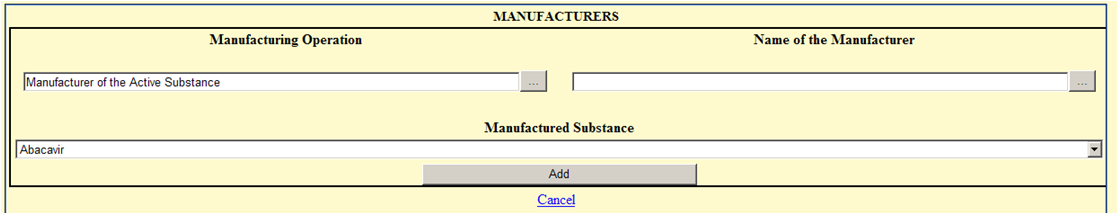 MANUFACTURERS
Manufacturing Operation Name of the Manufacturer
Manufacturer of the Active Substance ... ...
Manufactured Substance
Abacavir
Add
Cancel